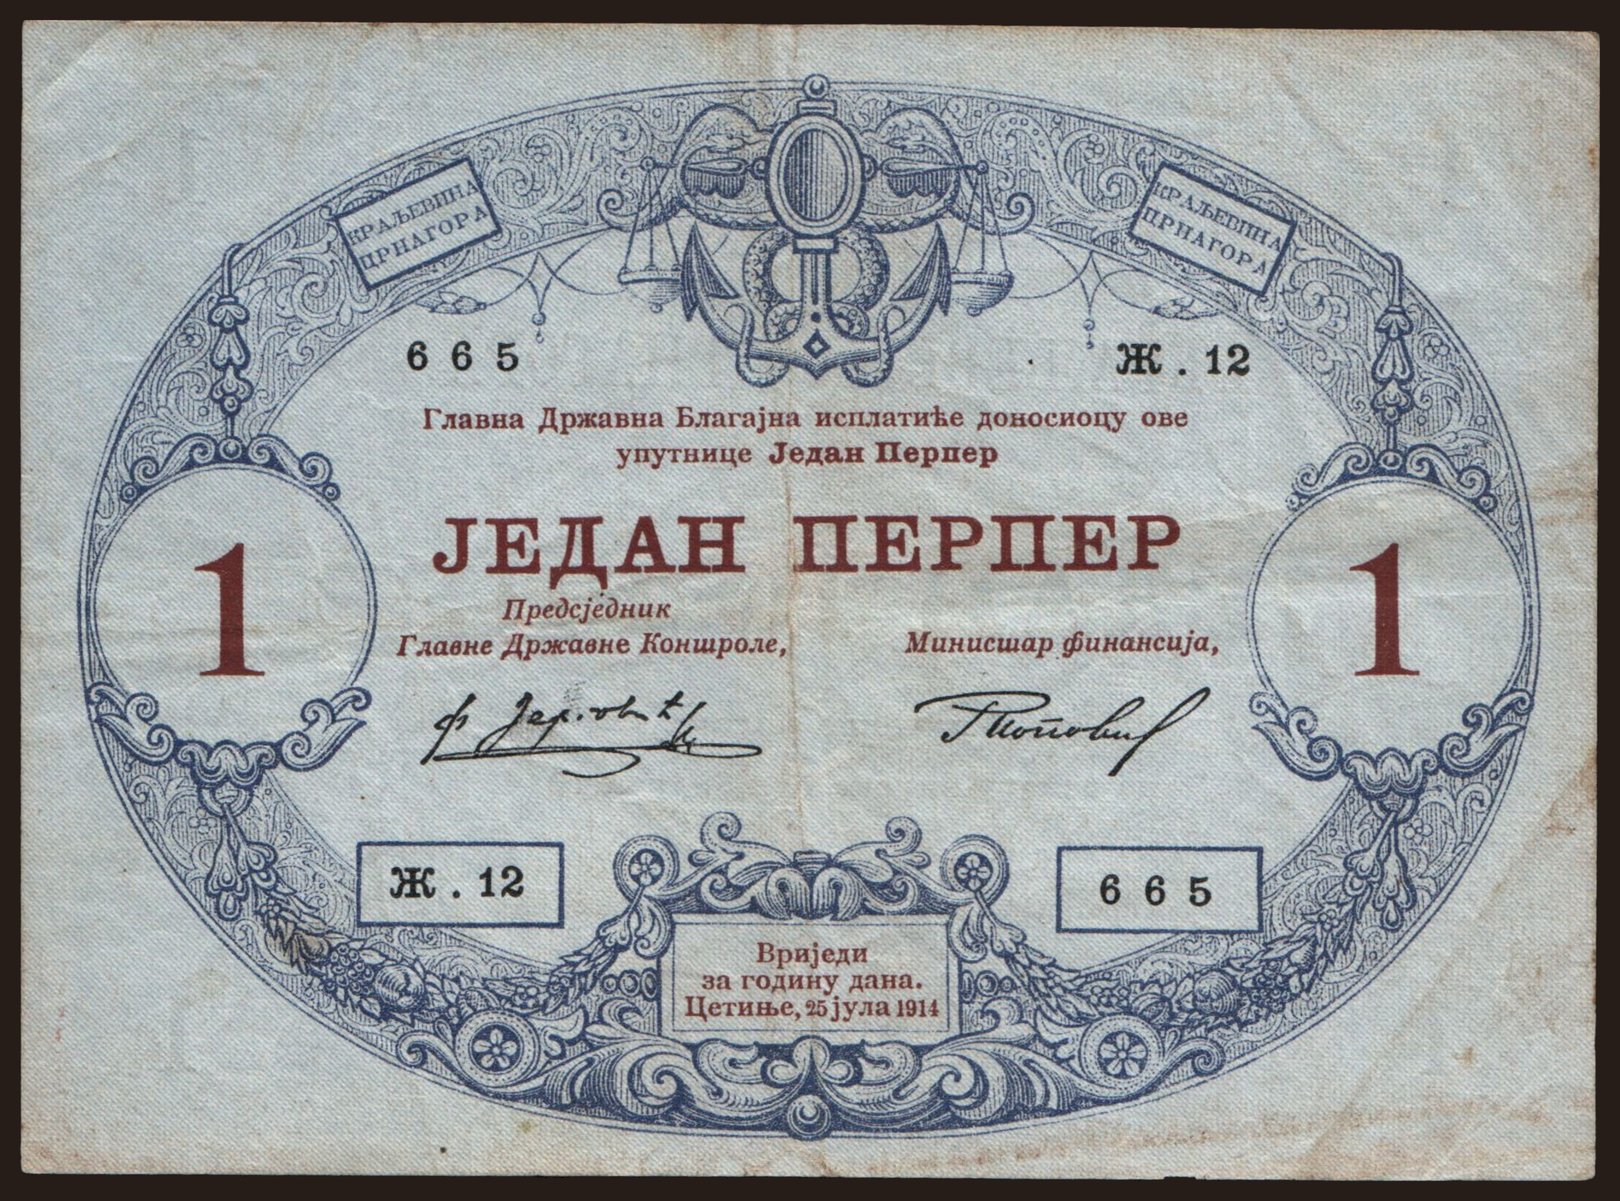 КРАЉЕВИНА
ЦРНАГОРА
КРАЉЕВИНА
ЦРНАГОРА
665
Ж. 12
Главна Државна Благајна исплатиће доносиоцу ове
упутнице Један Перпер
ЈЕДАН ПЕРПЕР
1
1
Предсједник
Главне Државне Контроле,
Министар финансија,
Ж. 12
665
Вриједи
за годину дана.
Цетиње, 25 јула 1914